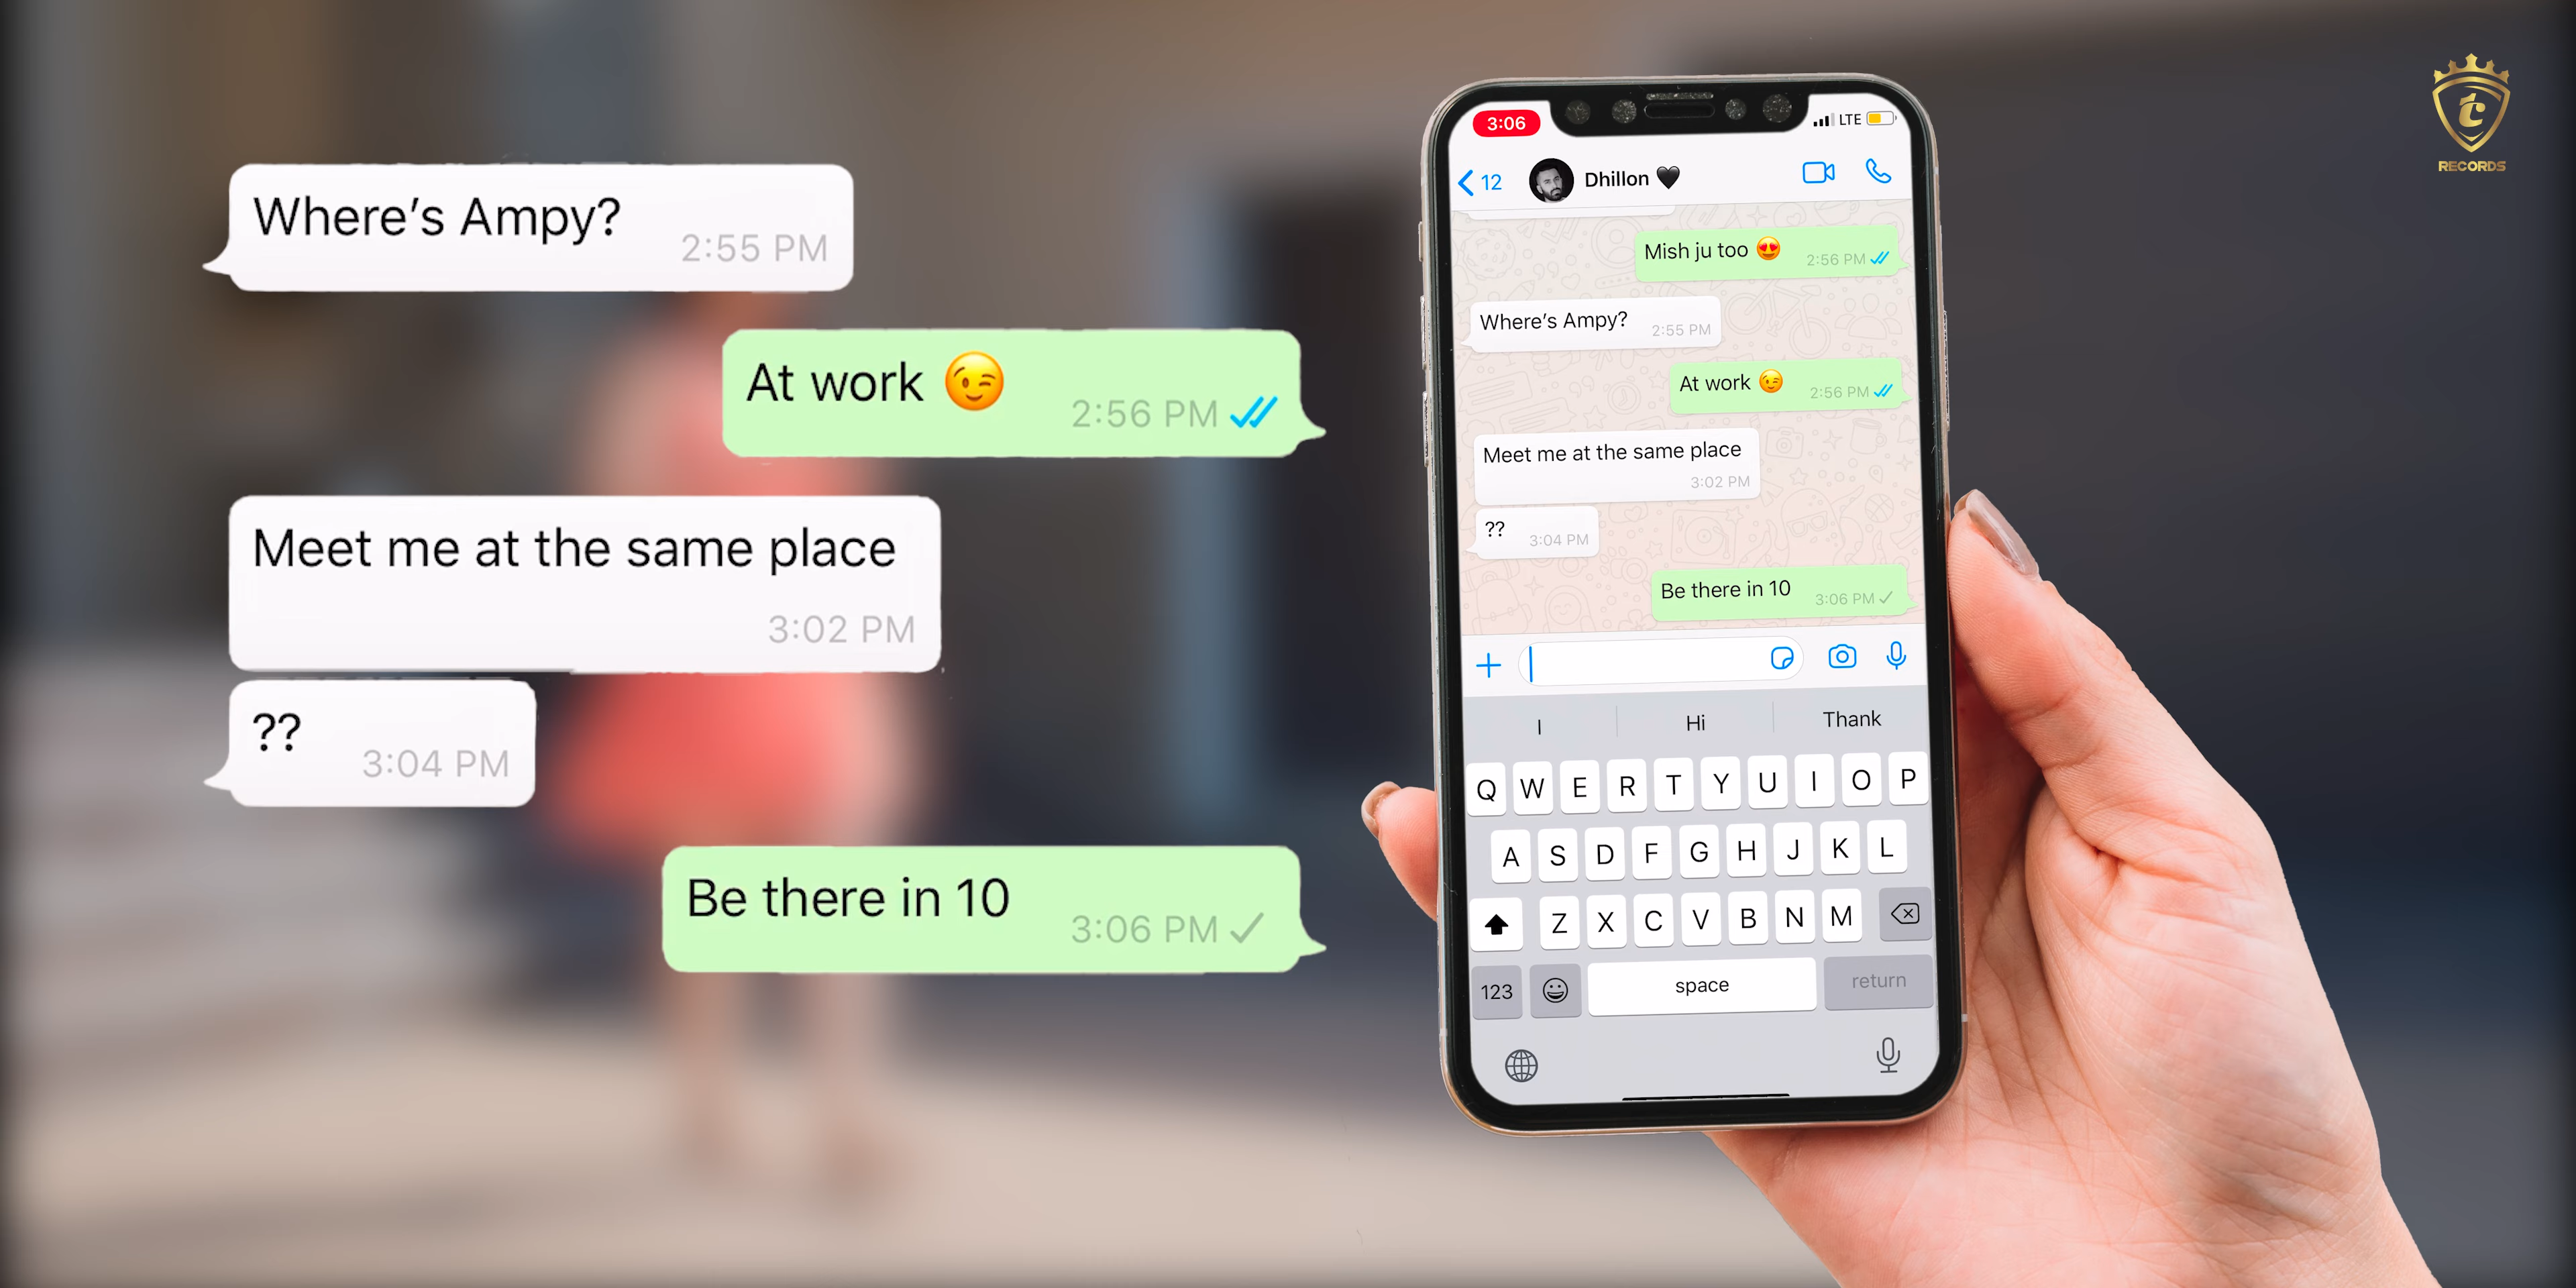 Where's Ampy?
2:55 PM
At work 😉
2:56 PM
Meet me at the same place
3:02 PM
??
3:04 PM
Be there in 10
3:06 PM
3:06
LTE
12
Dhillon 🖤
Mish ju too 😍
2:56 PM
Where's Ampy?
2:55 PM
At work 😉
2:56 PM
Meet me at the same place
3:02 PM
??
3:04 PM
Be there in 10
3:06 PM
I Hi Thank
Q W E R T Y U I O P
A S D F G H J K L
Z X C V B N M
123 space return
tc
RECORDS